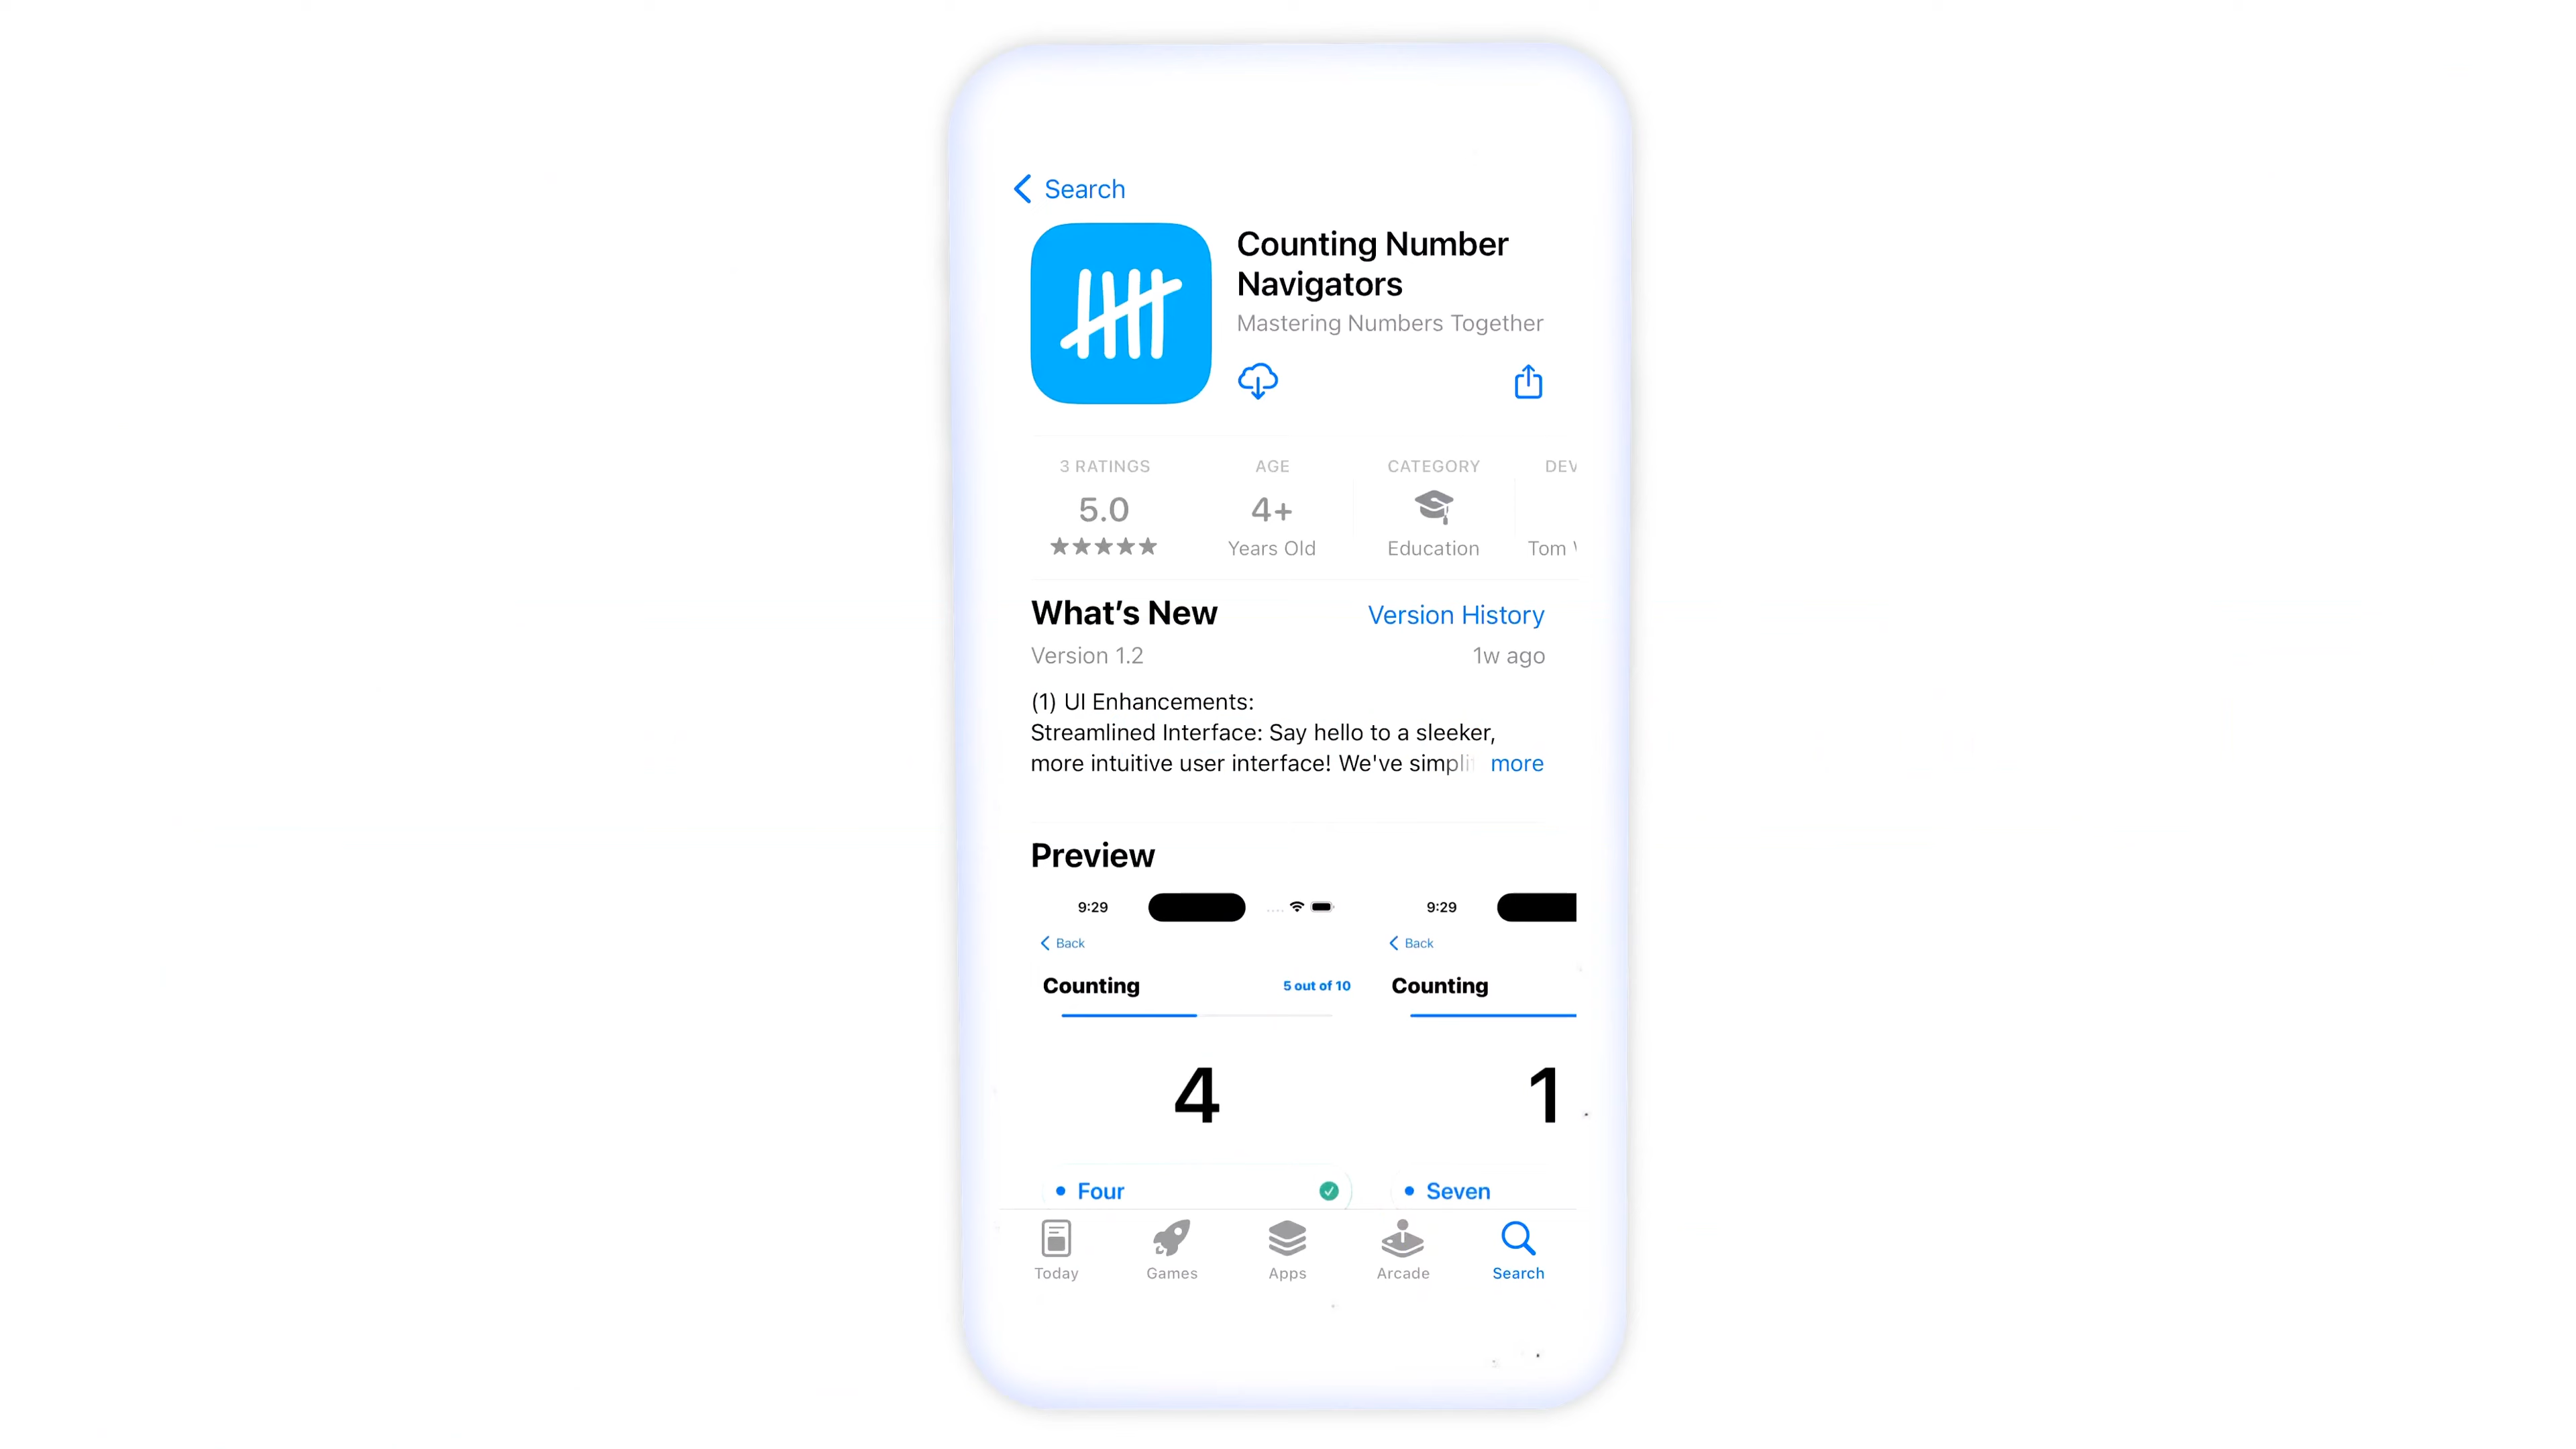 Search
Counting Number
Navigators
Mastering Numbers Together
3 RATINGS
5.0
AGE
4+
Years Old
CATEGORY
Education
DEV
Tom
What's New
Version History
Version 1.2
1w ago
(1) UI Enhancements:
Streamlined Interface: Say hello to a sleeker,
more intuitive user interface! We've simpli
more
Preview
9:29
Back
Counting
5 out of 10
4
Four
9:29
Back
Counting
1
Seven
Today
Games
Apps
Arcade
Search